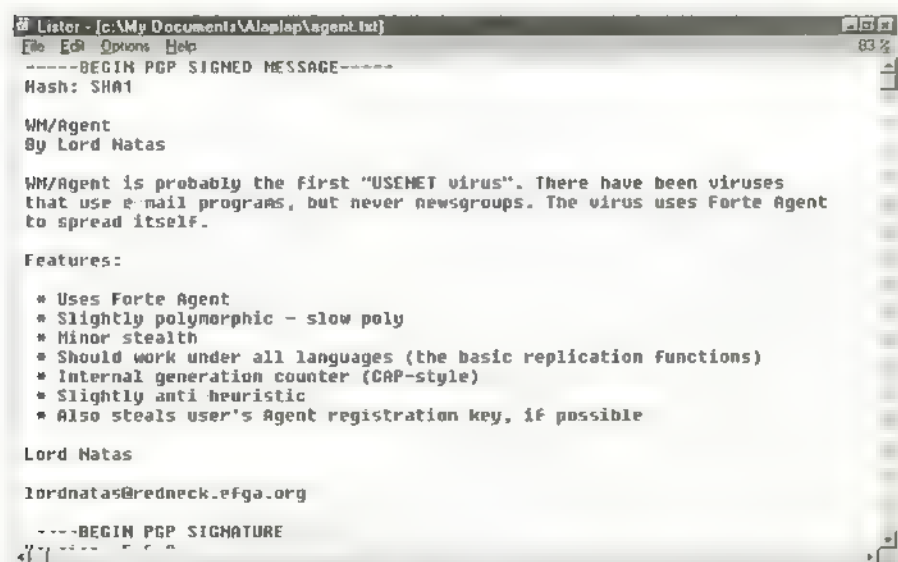 Lister - [c:\My Documents\Alaplap\agent.txt]
File Edit Options Help 83 %
-----BEGIN PGP SIGNED MESSAGE-----
Hash: SHA1
WM/Agent
By Lord Natas
WM/Agent is probably the first "USENET virus". There have been viruses
that use e-mail programs, but never newsgroups. The virus uses Forte Agent
to spread itself.
Features:
* Uses Forte Agent
* Slightly polymorphic - slow poly
* Minor stealth
* Should work under all languages (the basic replication functions)
* Internal generation counter (CAP-style)
* Slightly anti heuristic
* Also steals user's Agent registration key, if possible
Lord Natas
lordnatas@redneck.efga.org
----BEGIN PGP SIGNATURE